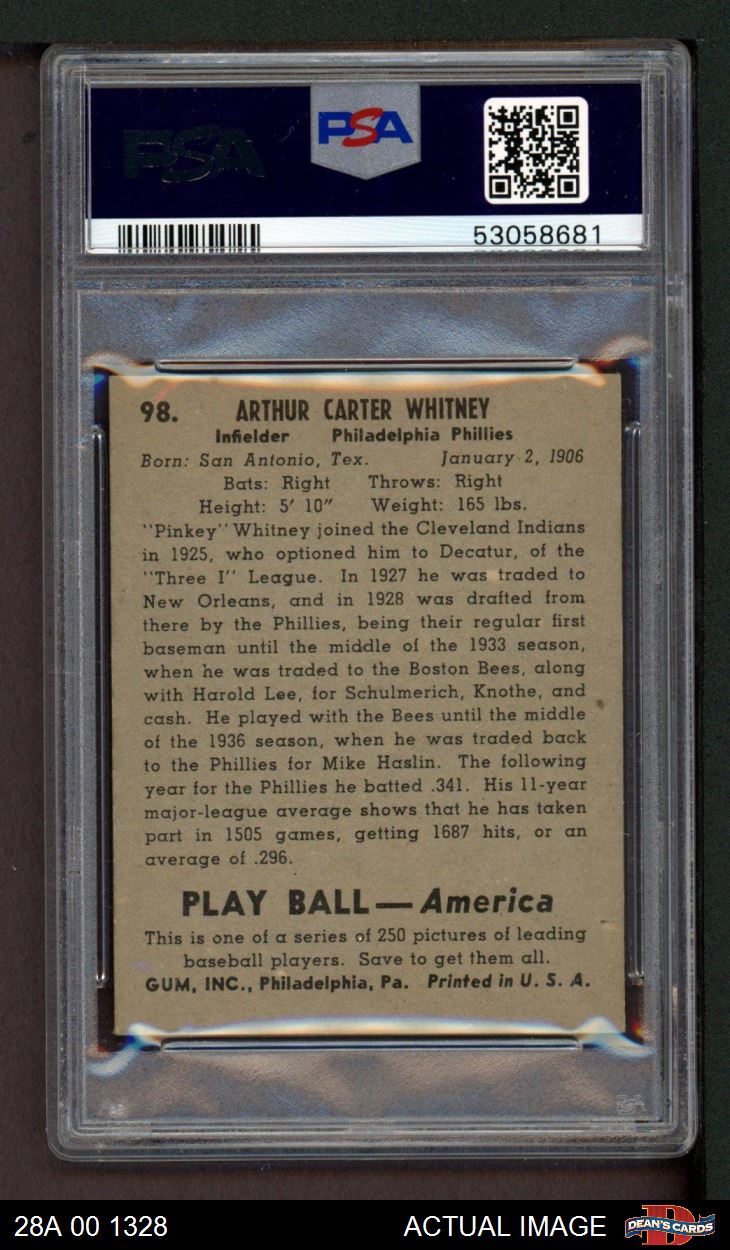 PSA
PSA
53058681
98. ARTHUR CARTER WHITNEY
Infielder Philadelphia Phillies
Born: San Antonio, Tex. January 2, 1906
Bats: Right Throws: Right
Height: 5′ 10″ Weight: 165 lbs.
"Pinkey" Whitney joined the Cleveland Indians
in 1925, who optioned him to Decatur, of the
"Three I" League. In 1927 he was traded to
New Orleans, and in 1928 was drafted from
there by the Phillies, being their regular first
baseman until the middle of the 1933 season,
when he was traded to the Boston Bees, along
with Harold Lee, for Schulmerich, Knothe, and
cash. He played with the Bees until the middle
of the 1936 season, when he was traded back
to the Phillies for Mike Haslin. The following
year for the Phillies he batted .341. His 11-year
major-league average shows that he has taken
part in 1505 games, getting 1687 hits, or an
average of .296.
PLAY BALL—America
This is one of a series of 250 pictures of leading
baseball players. Save to get them all.
GUM, INC., Philadelphia, Pa. Printed in U. S. A.
28A 00 1328 ACTUAL IMAGE DEAN'S CARDS